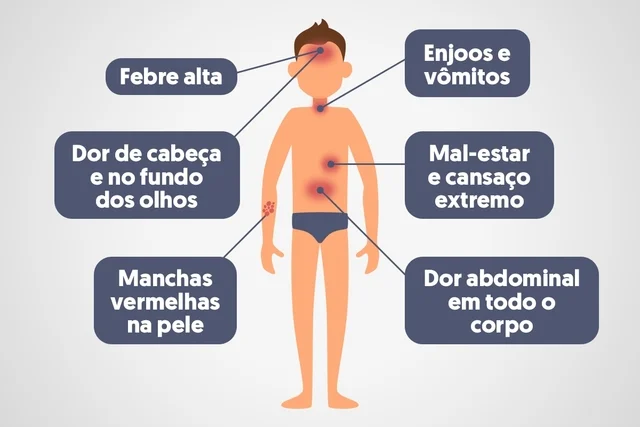 Febre alta
Dor de cabeça
e no fundo
dos olhos
Manchas
vermelhas
na pele
Enjoos e
vômitos
Mal-estar
e cansaço
extremo
Dor abdominal
em todo o
corpo